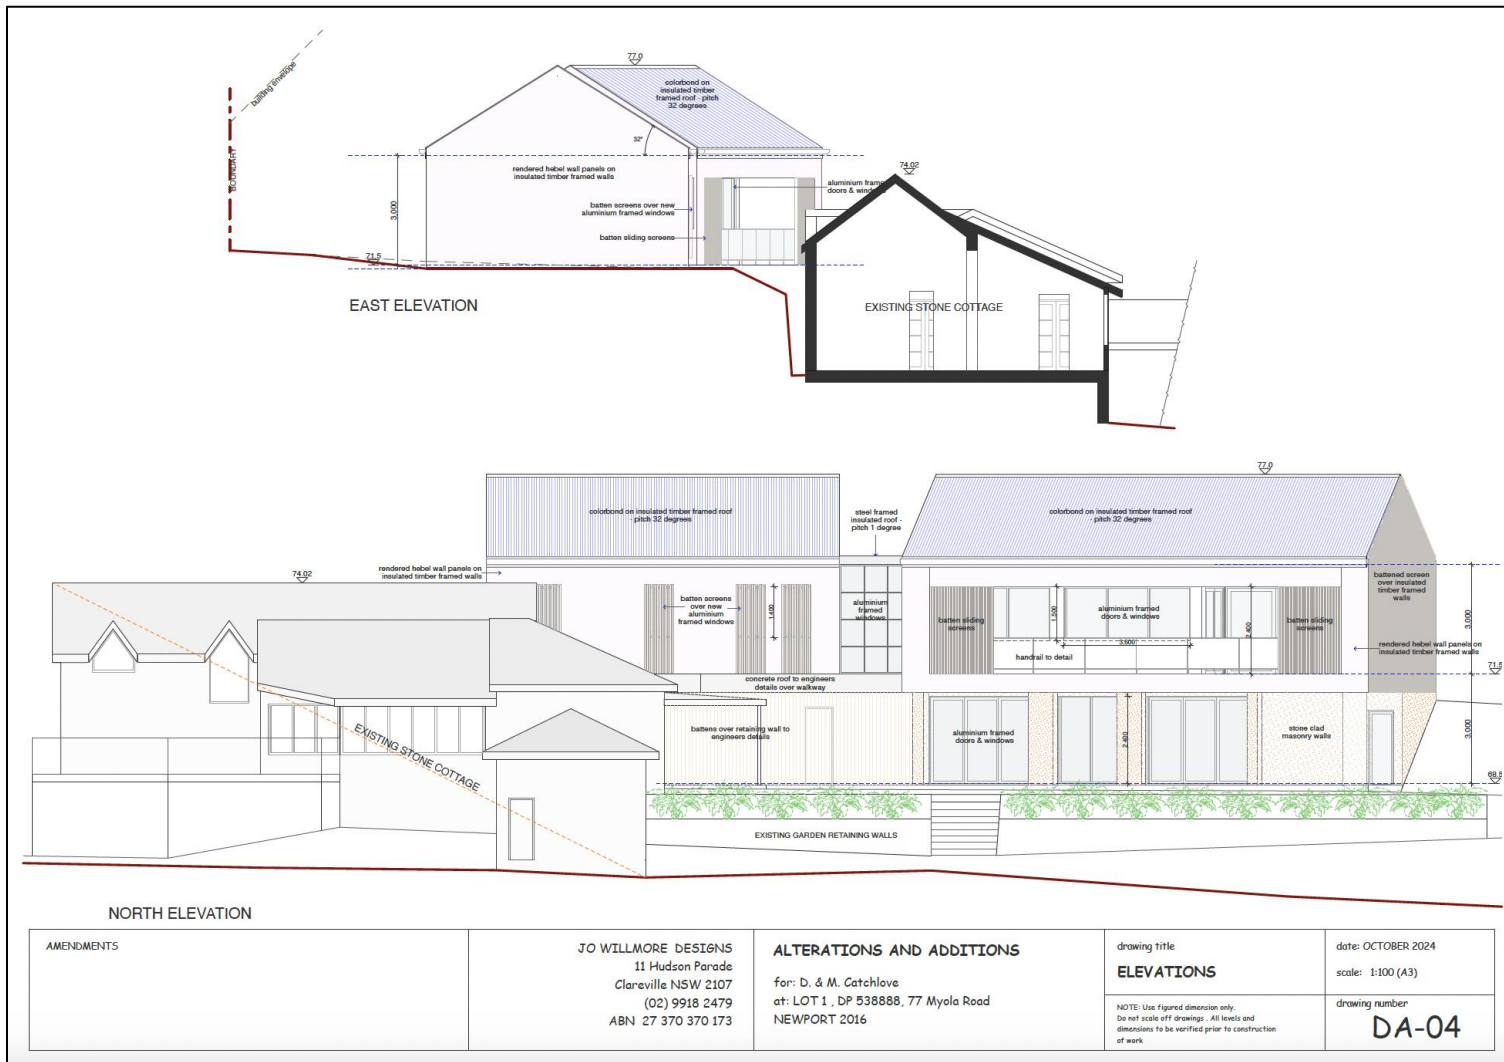 77.0
building envelope
colorbond on
insulated timber
framed roof - pitch
32 degrees
32°
BOUNDARY
74.02
rendered hebel wall panels on
insulated timber framed walls
aluminium frame
doors & windo
batten screens over new
aluminium framed windows
3.000
batten sliding screens
71.5
EAST ELEVATION
EXISTING STONE COTTAGE
77.0
colorbond on insulated timber framed roof
- pitch 32 degrees
steel framed
insulated roof -
pitch 1 degree
colorbond on insulated timber framed roof
- pitch 32 degrees
74.02
rendered hebel wall panels on
insulated timber framed walls
batten screens
over new
aluminium
framed windows
1.400
aluminium
framed
windows
batten sliding
screens
1.500
aluminium framed
doors & windows
3.600
2.400
batten sliding
screens
battened screen
over insulated
timber framed
walls
3.000
handrail to detail
rendered hebel wall panels on
insulated timber framed walls
71.5
concrete roof to engineers
details over walkway
EXISTING STONE COTTAGE
battens over retaining wall to
engineers details
aluminium framed
doors & windows
2.400
stone clad
masonry walls
3.000
68.5
EXISTING GARDEN RETAINING WALLS
NORTH ELEVATION
AMENDMENTS
JO WILLMORE DESIGNS
11 Hudson Parade
Clareville NSW 2107
(02) 9918 2479
ABN 27 370 370 173
ALTERATIONS AND ADDITIONS
for: D. & M. Catchlove
at: LOT 1 , DP 538888, 77 Myola Road
NEWPORT 2016
drawing title
ELEVATIONS
NOTE: Use figured dimension only.
Do not scale off drawings . All levels and
dimensions to be verified prior to construction
of work
date: OCTOBER 2024
scale: 1:100 (A3)
drawing number
DA-04